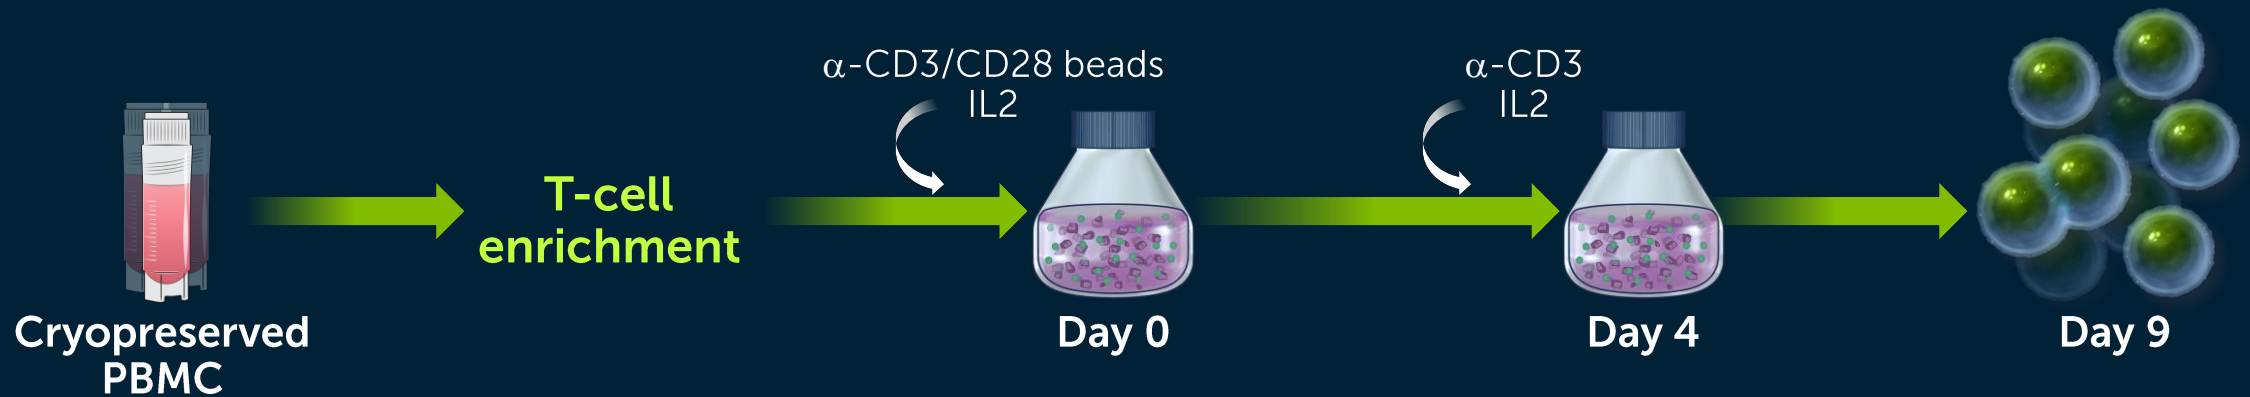 Cryopreserved
PBMC
T-cell
enrichment
α-CD3/CD28 beads
IL2
Day 0
α-CD3
IL2
Day 4
Day 9